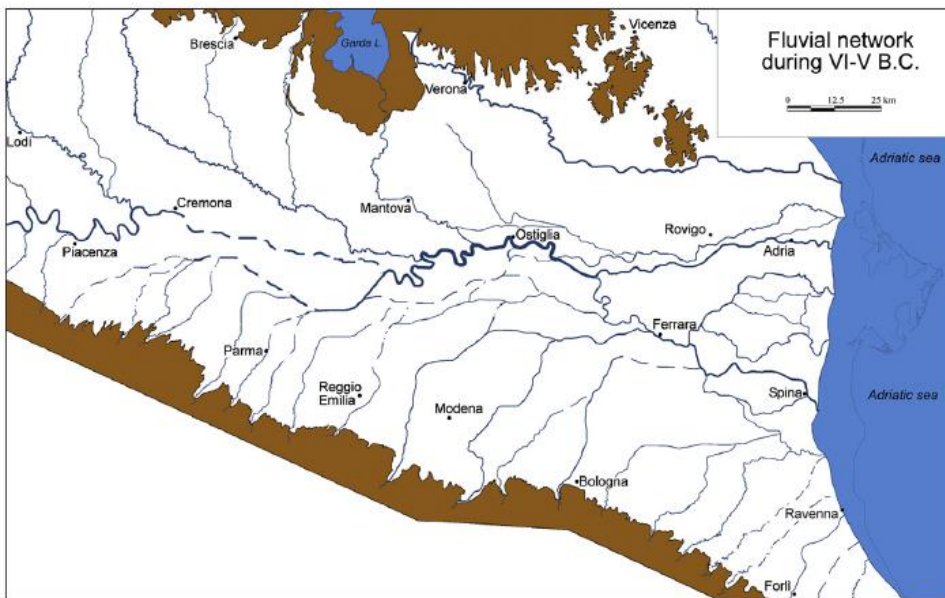 Fluvial network
during VI-V B.C.
0 12.5 25 km
Vicenza
Brescia
Garda L.
Verona
Lodi
Adriatic sea
Cremona
Mantova
Ostiglia
Rovigo
Adria
Piacenza
Ferrara
Parma
Reggio
Emilia
Modena
Spina
Adriatic sea
Bologna
Ravenna
Forlì